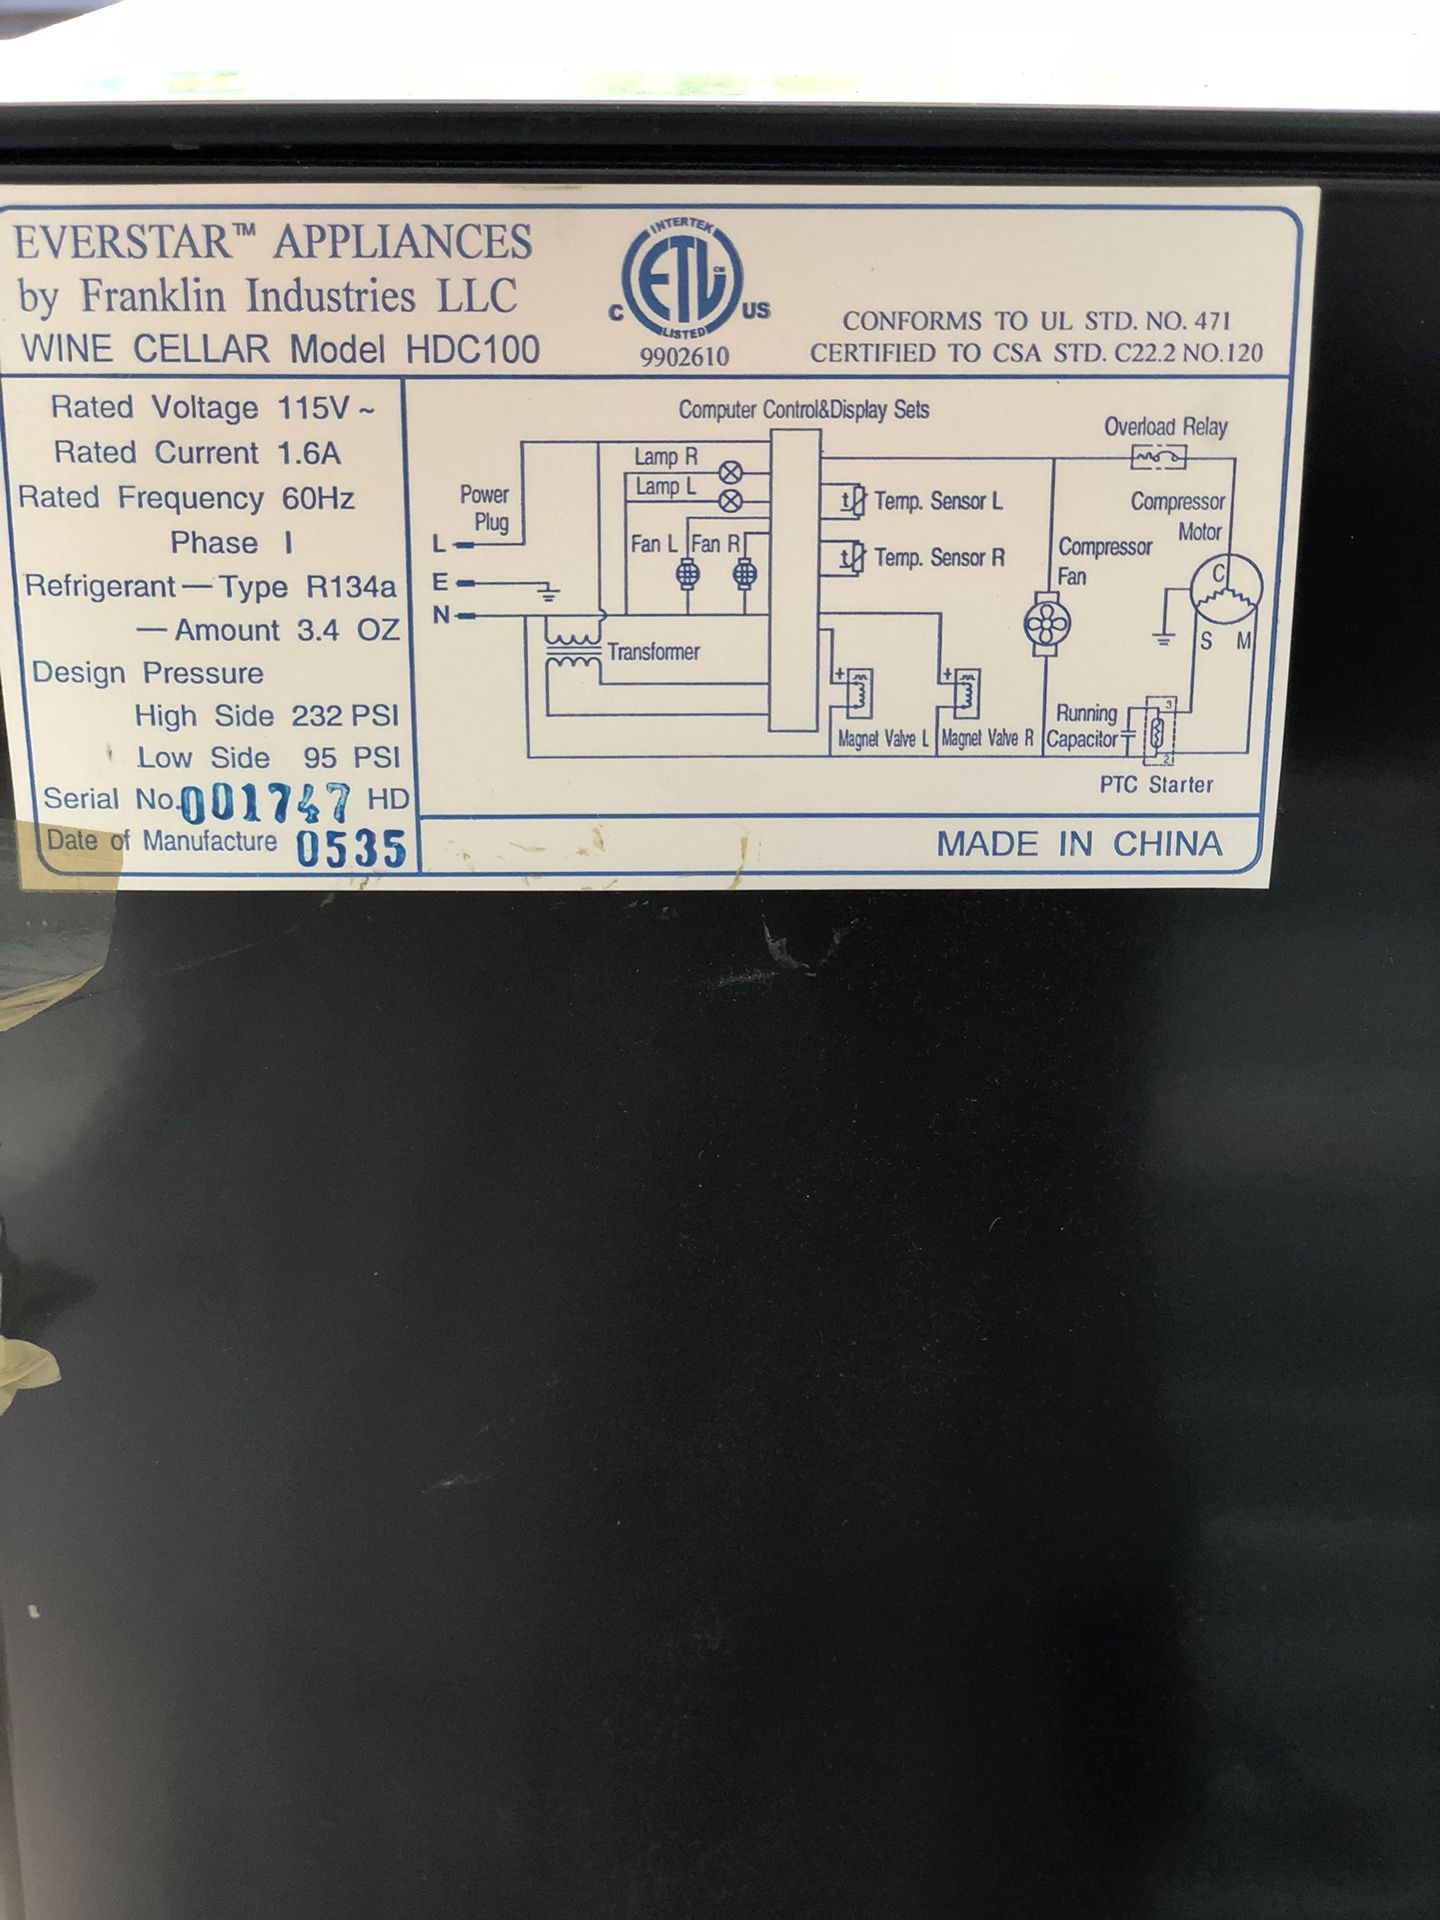 EVERSTAR™ APPLIANCES
by Franklin Industries LLC
WINE CELLAR Model HDC100
INTERTEK
ETL CM
LISTED
C US
9902610
CONFORMS TO UL STD. NO. 471
CERTIFIED TO CSA STD. C22.2 NO.120
Rated Voltage 115V ~
Rated Current 1.6A
Rated Frequency 60Hz
Phase I
Refrigerant — Type R134a
— Amount 3.4 OZ
Design Pressure
High Side 232 PSI
Low Side 95 PSI
Serial No. 001747 HD
Date of Manufacture 0535
Computer Control&Display Sets
Power
Plug
L
E
N
Lamp R
Lamp L
Fan L
Fan R
Transformer
t
Temp. Sensor L
t
Temp. Sensor R
+
Magnet Valve L
+
Magnet Valve R
Overload Relay
Compressor
Motor
Compressor
Fan
C
S
M
Running
Capacitor
3
2
PTC Starter
MADE IN CHINA